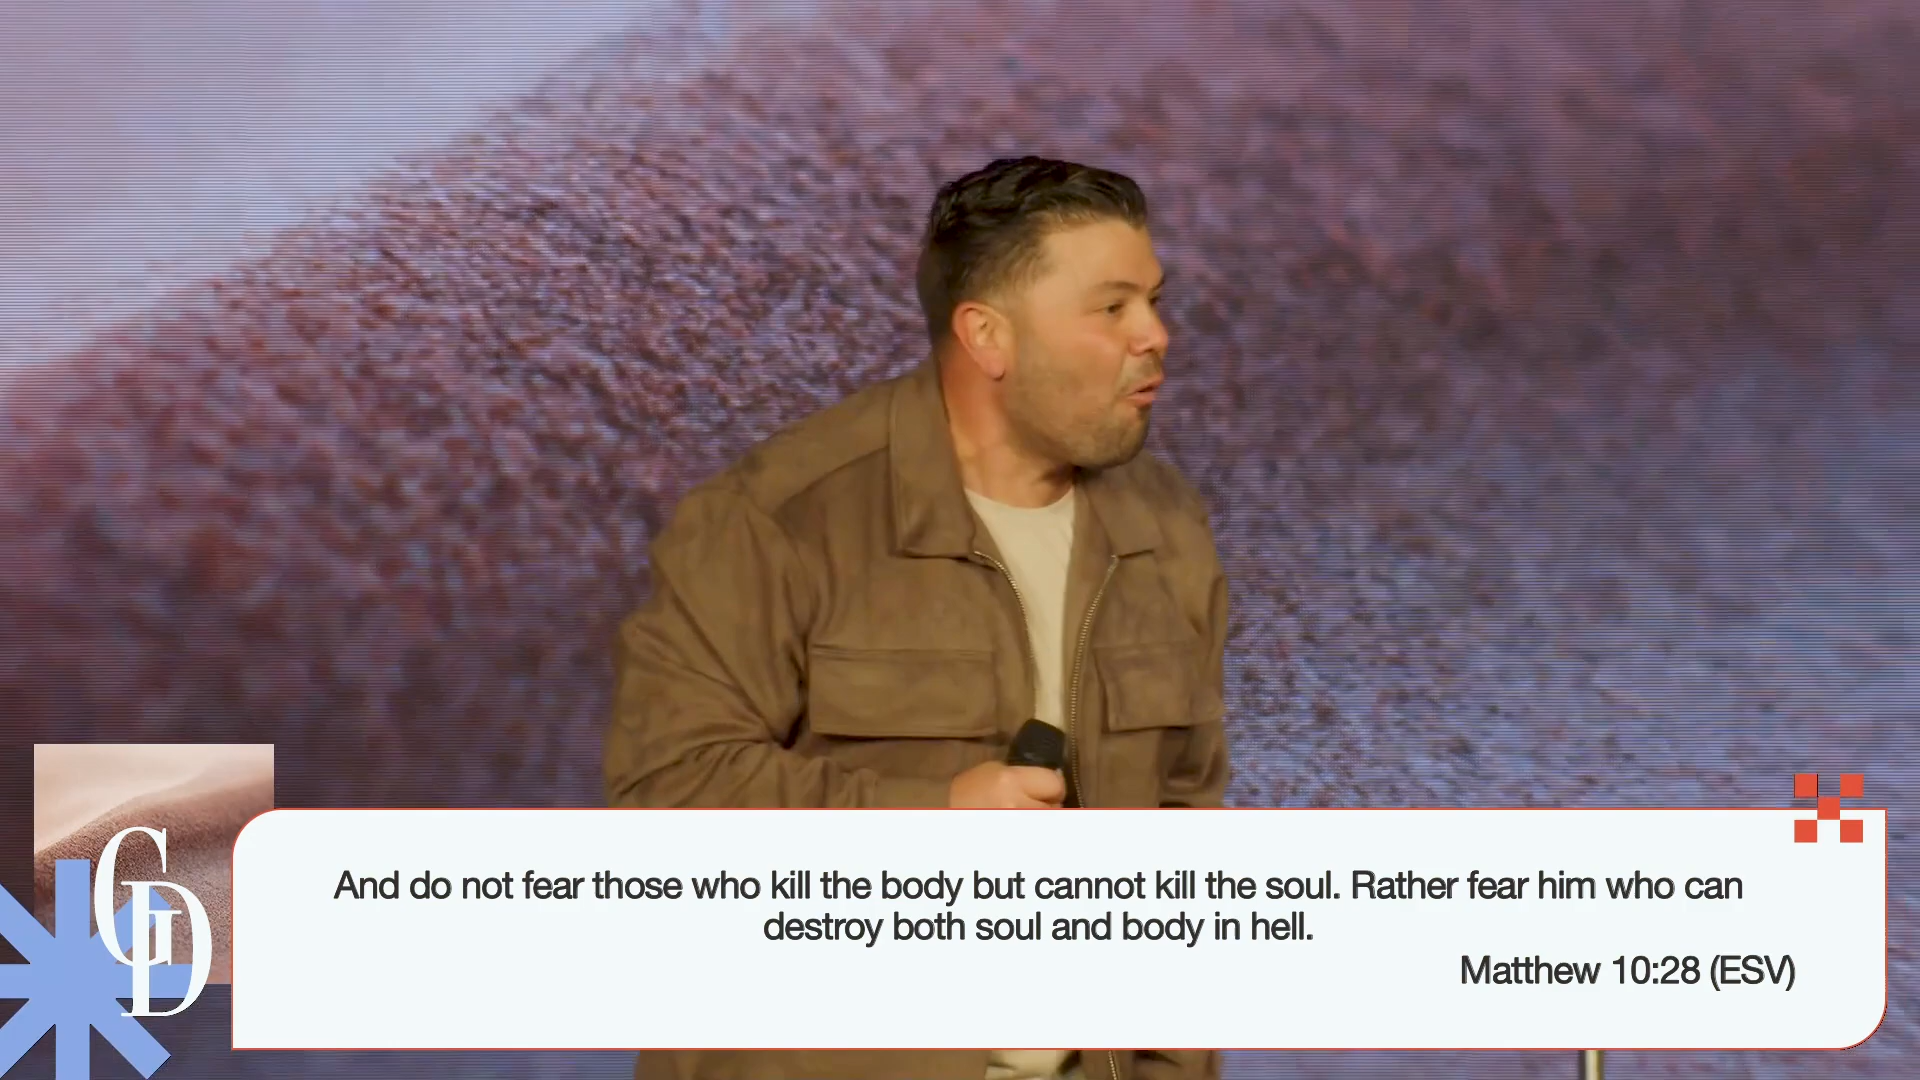 GD
And do not fear those who kill the body but cannot kill the soul. Rather fear him who can
destroy both soul and body in hell.
Matthew 10:28 (ESV)